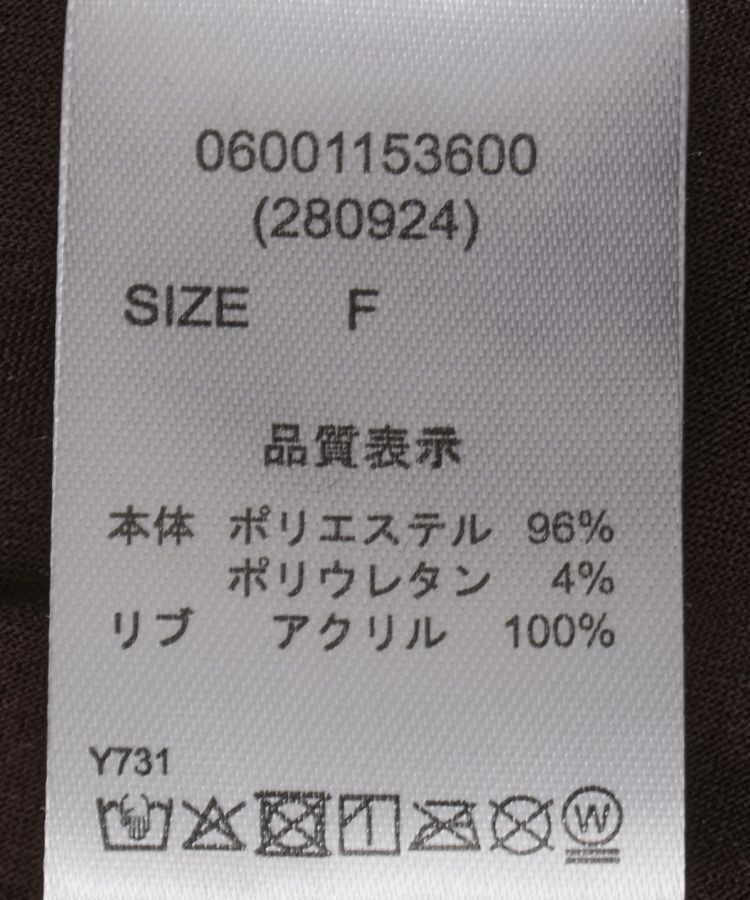 06001153600
(280924)
SIZE F
品質表示
本体 ポリエステル 96%
ポリウレタン 4%
リブ アクリル 100%
Y731
W